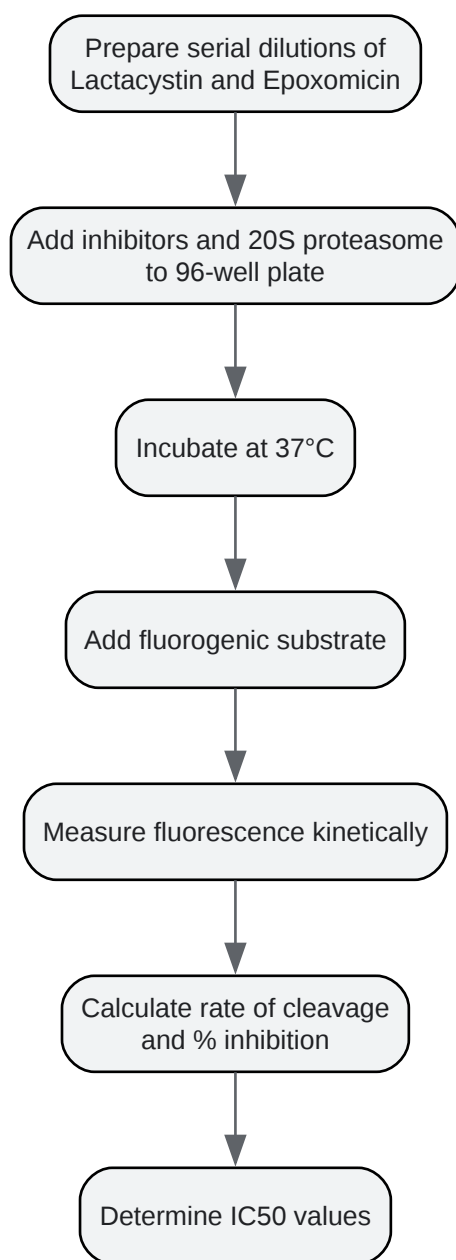 Prepare serial dilutions of
Lactacystin and Epoxomicin
Add inhibitors and 20S proteasome
to 96-well plate
Incubate at 37°C
Add fluorogenic substrate
Measure fluorescence kinetically
Calculate rate of cleavage
and % inhibition
Determine IC50 values